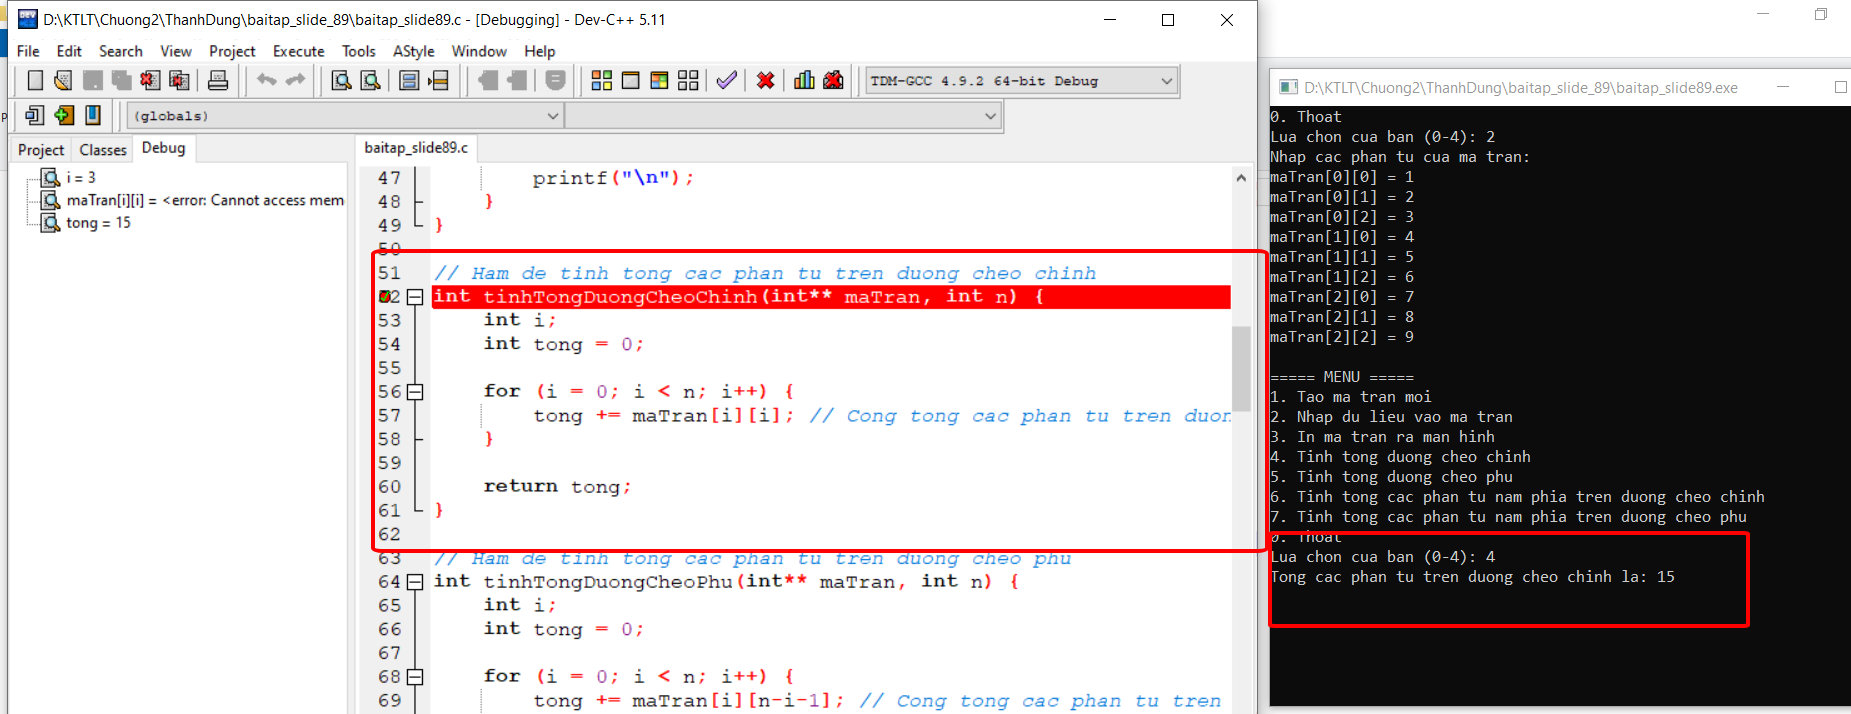 D:\KTLT\Chuong2\ThanhDung\baitap_slide_89\baitap_slide89.c - [Debugging] - Dev-C++ 5.11
File Edit Search View Project Execute Tools AStyle Window Help
TDM-GCC 4.9.2 64-bit Debug
(globals)
Project Classes Debug
i = 3
maTran[i][i] = <error: Cannot access mem
tong = 15
baitap_slide89.c
47 printf("\n");
48 }
49 }
50
51 // Ham de tinh tong cac phan tu tren duong cheo chinh
52 int tinhTongDuongCheoChinh(int** maTran, int n) {
53 int i;
54 int tong = 0;
55
56 for (i = 0; i < n; i++) {
57 tong += maTran[i][i]; // Cong tong cac phan tu tren duon
58 }
59
60 return tong;
61 }
62
63 // Ham de tinh tong cac phan tu tren duong cheo phu
64 int tinhTongDuongCheoPhu(int** maTran, int n) {
65 int i;
66 int tong = 0;
67
68 for (i = 0; i < n; i++) {
69 tong += maTran[i][n-i-1]; // Cong tong cac phan tu tren
D:\KTLT\Chuong2\ThanhDung\baitap_slide_89\baitap_slide89.exe
0. Thoat
Lua chon cua ban (0-4): 2
Nhap cac phan tu cua ma tran:
maTran[0][0] = 1
maTran[0][1] = 2
maTran[0][2] = 3
maTran[1][0] = 4
maTran[1][1] = 5
maTran[1][2] = 6
maTran[2][0] = 7
maTran[2][1] = 8
maTran[2][2] = 9
===== MENU =====
1. Tao ma tran moi
2. Nhap du lieu vao ma tran
3. In ma tran ra man hinh
4. Tinh tong duong cheo chinh
5. Tinh tong duong cheo phu
6. Tinh tong cac phan tu nam phia tren duong cheo chinh
7. Tinh tong cac phan tu nam phia tren duong cheo phu
0. Thoat
Lua chon cua ban (0-4): 4
Tong cac phan tu tren duong cheo chinh la: 15